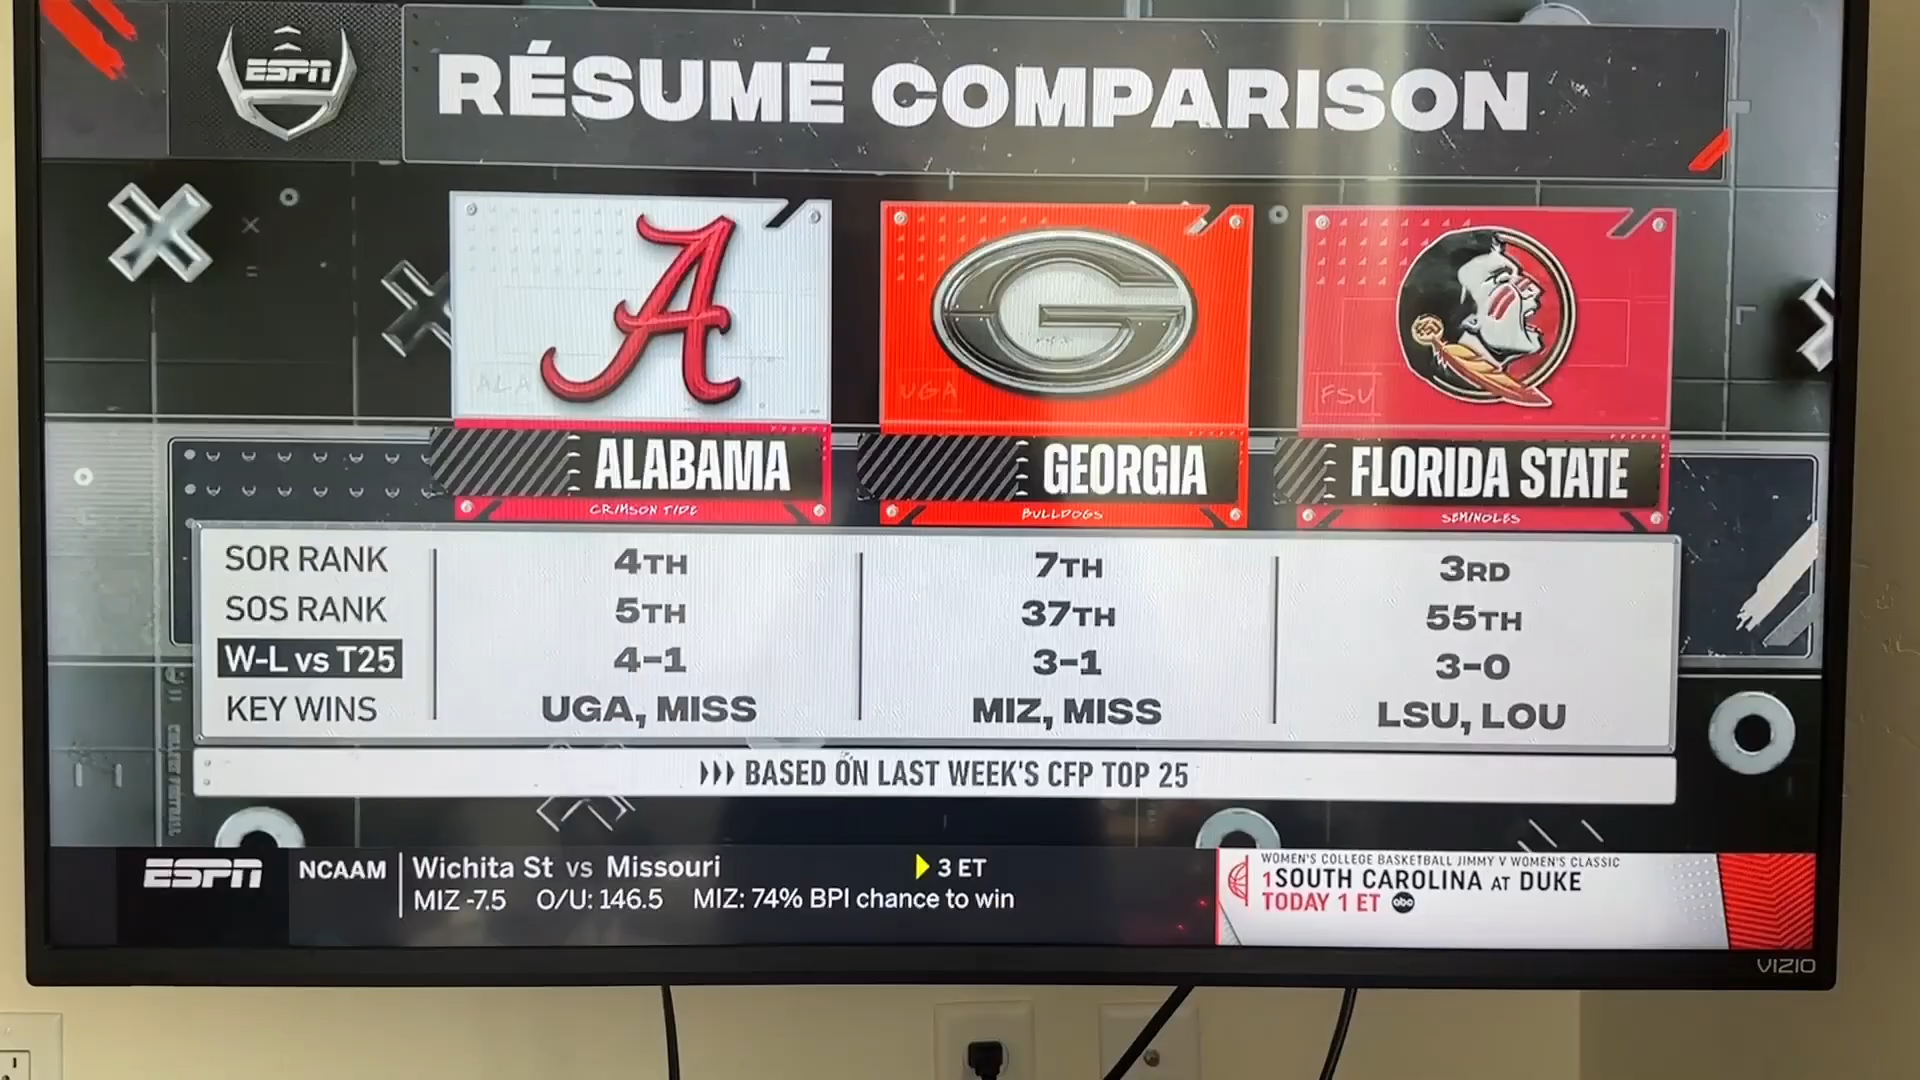 ESPN
RÉSUMÉ COMPARISON
ALA
UGA
FSU
ALABAMA
GEORGIA
FLORIDA STATE
CRIMSON TIDE
BULLDOGS
SEMINOLES
SOR RANK 4TH 7TH 3RD
SOS RANK 5TH 37TH 55TH
W-L vs T25 4-1 3-1 3-0
KEY WINS UGA, MISS MIZ, MISS LSU, LOU
BASED ON LAST WEEK'S CFP TOP 25
ESPN
NCAAM
Wichita St vs Missouri 3 ET
MIZ -7.5 O/U: 146.5 MIZ: 74% BPI chance to win
WOMEN'S COLLEGE BASKETBALL JIMMY V WOMEN'S CLASSIC
1 SOUTH CAROLINA AT DUKE
TODAY 1 ET abc
VIZIO